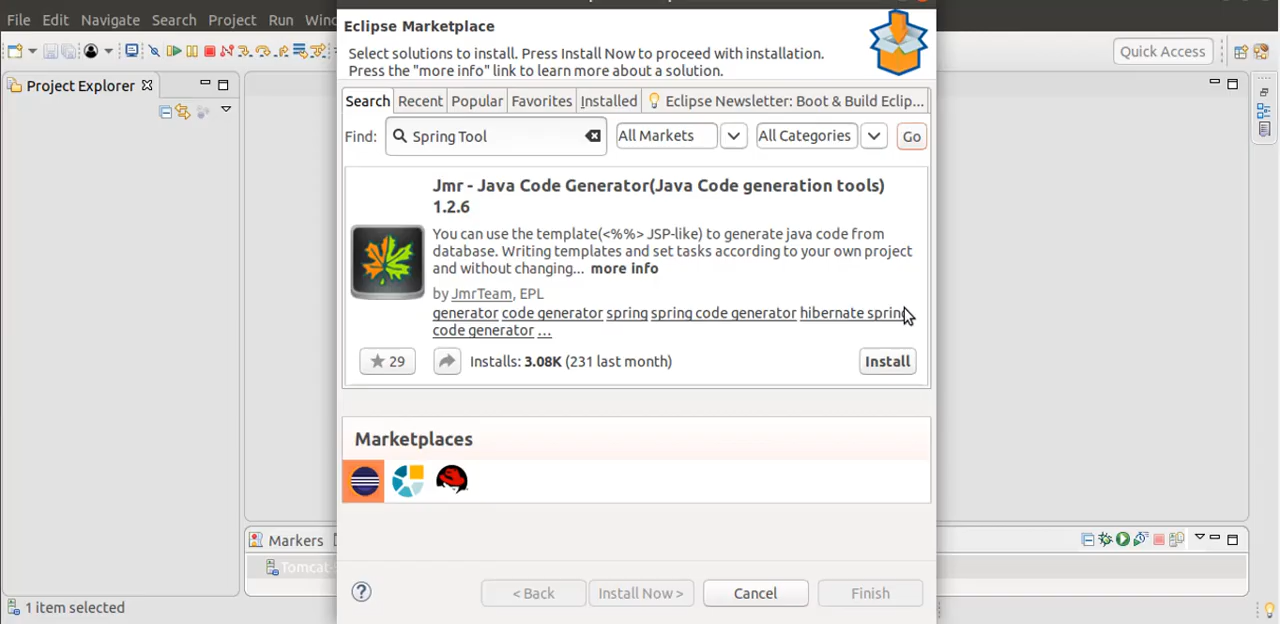 File Edit Navigate Search Project Run
Eclipse Marketplace
Select solutions to install. Press Install Now to proceed with installation.
Press the "more info" link to learn more about a solution.
Quick Access
Project Explorer
Search Recent Popular Favorites Installed Eclipse Newsletter: Boot & Build Eclip...
Find: Spring Tool All Markets All Categories Go
Jmr - Java Code Generator(Java Code generation tools)
1.2.6
You can use the template(<%%> JSP-like) to generate java code from
database. Writing templates and set tasks according to your own project
and without changing... more info
by JmrTeam, EPL
generator code generator spring spring code generator hibernate spring
code generator ...
29 Installs: 3.08K (231 last month) Install
Marketplaces
Markers
Tomcat
< Back Install Now > Cancel Finish
1 item selected